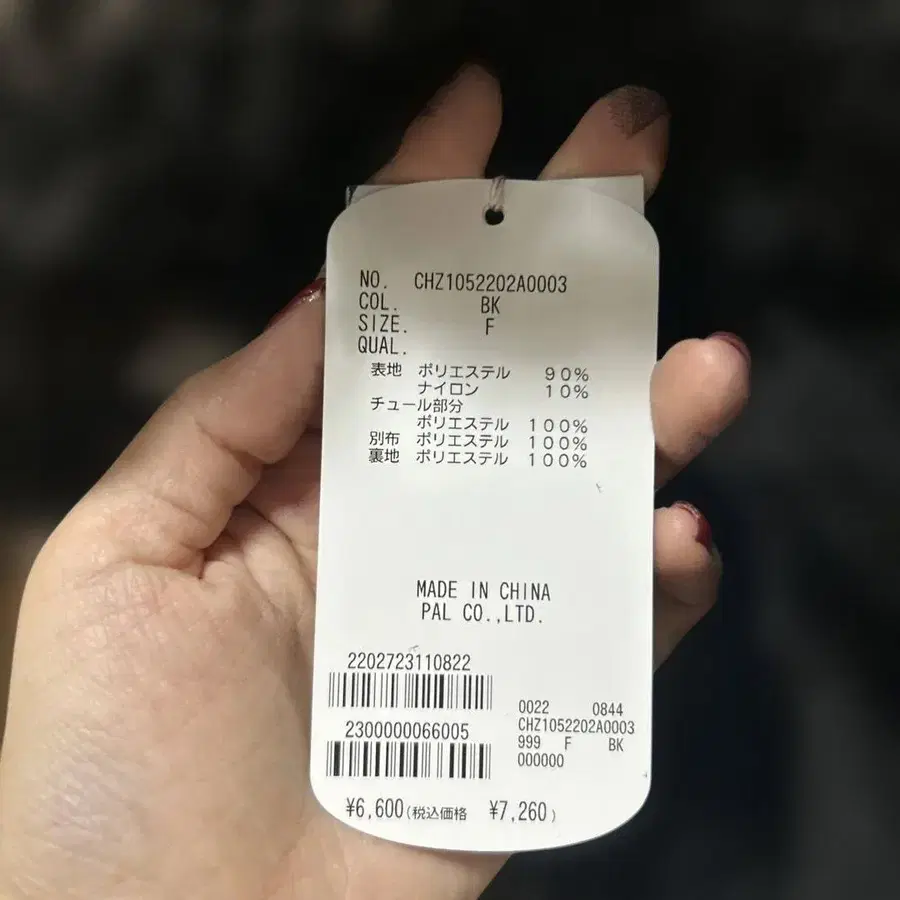 NO. CHZ1052202A0003
COL. BK
SIZE. F
QUAL.
表地 ポリエステル 90%
ナイロン 10%
チュール部分
ポリエステル 100%
別布 ポリエステル 100%
裏地 ポリエステル 100%
MADE IN CHINA
PAL CO.,LTD.
2202723110822
2300000066005
0022 0844
CHZ1052202A0003
999 F BK
000000
¥6,600(税込価格 ¥7,260)